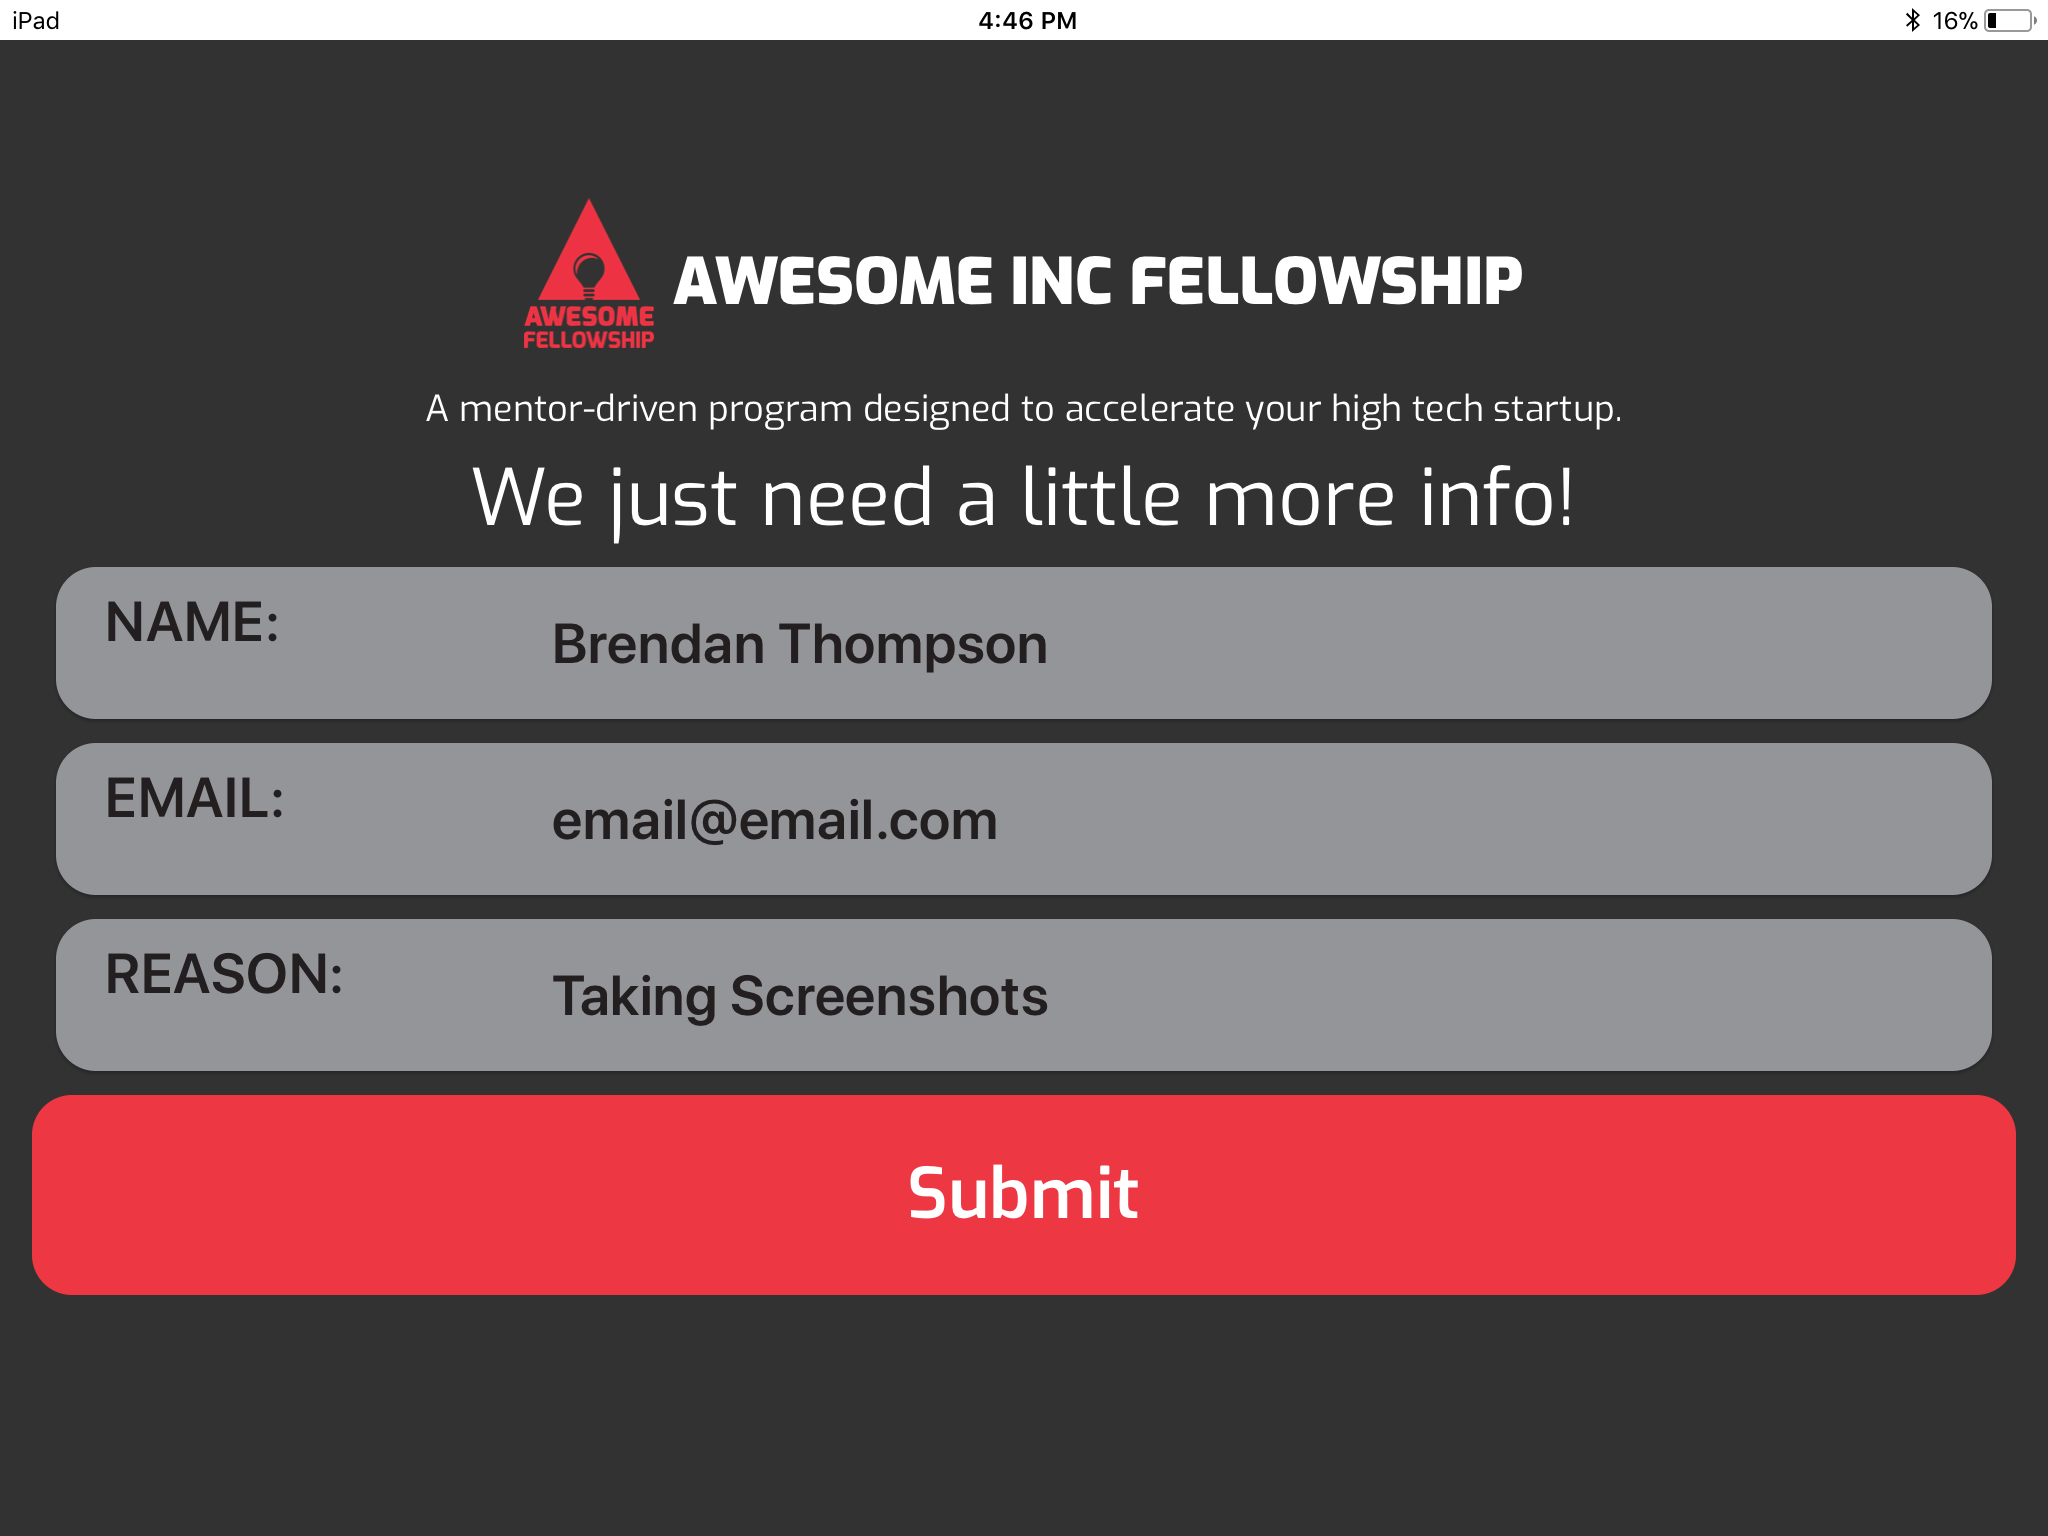 iPad 4:46 PM 16%
AWESOME INC FELLOWSHIP
AWESOME
FELLOWSHIP
A mentor-driven program designed to accelerate your high tech startup.
We just need a little more info!
NAME: Brendan Thompson
EMAIL: email@email.com
REASON: Taking Screenshots
Submit